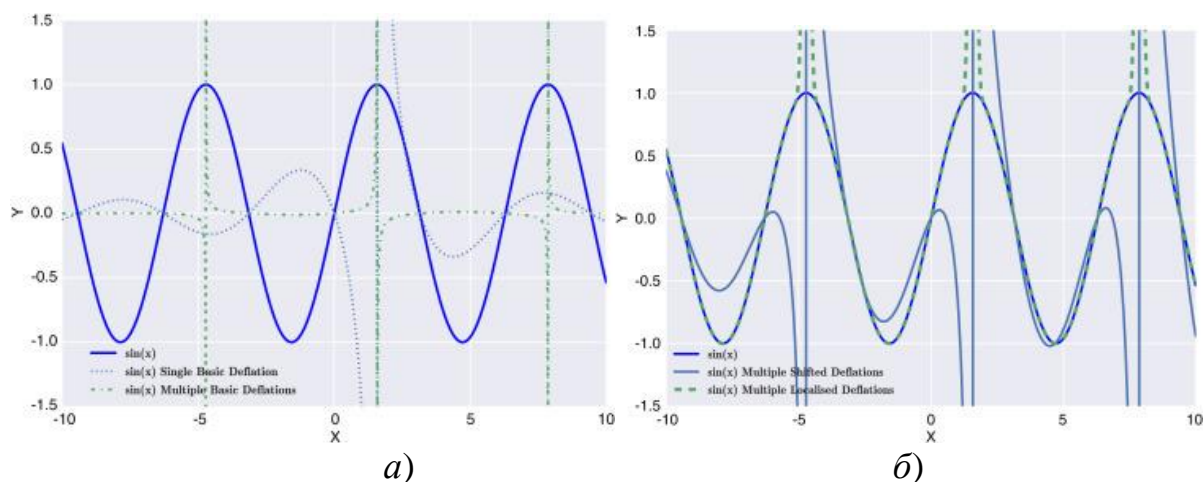 1.5
1.0
0.5
0.0
-0.5
-1.0
-1.5
Y
-10
-5
0
5
10
X
sin(x)
sin(x) Single Basic Deflation
sin(x) Multiple Basic Deflations
а)
1.5
1.0
0.5
0.0
-0.5
-1.0
-1.5
Y
-10
-5
0
5
10
X
sin(x)
sin(x) Multiple Shifted Deflations
sin(x) Multiple Localised Deflations
б)